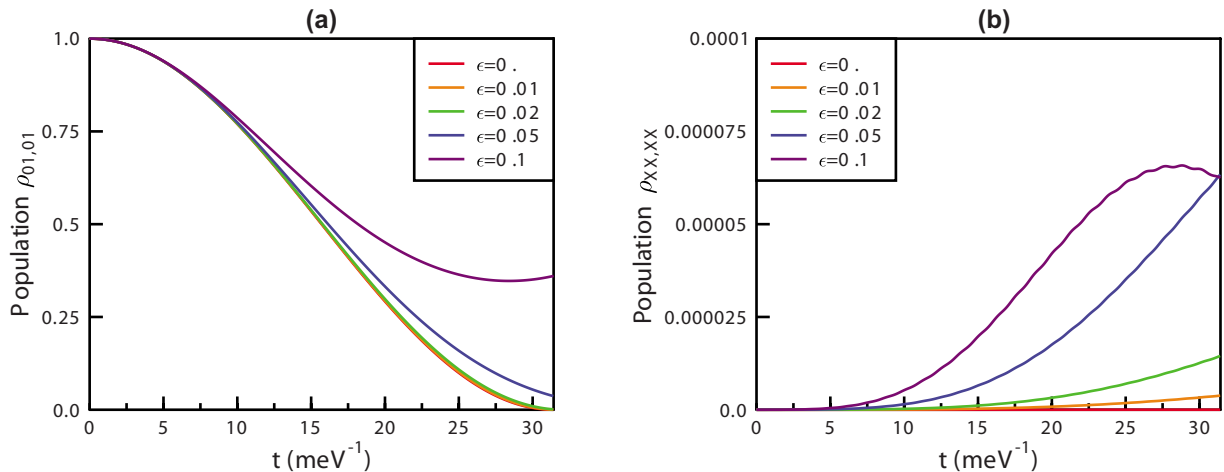 (a)
1.0
0.75
0.5
0.25
0.0
Population ρ01,01
ϵ=0 .
ϵ=0 .01
ϵ=0 .02
ϵ=0 .05
ϵ=0 .1
0 5 10 15 20 25 30
t (meV-1)
(b)
0.0001
0.000075
0.00005
0.000025
0.0
Population ρXX,XX
ϵ=0 .
ϵ=0 .01
ϵ=0 .02
ϵ=0 .05
ϵ=0 .1
0 5 10 15 20 25 30
t (meV-1)